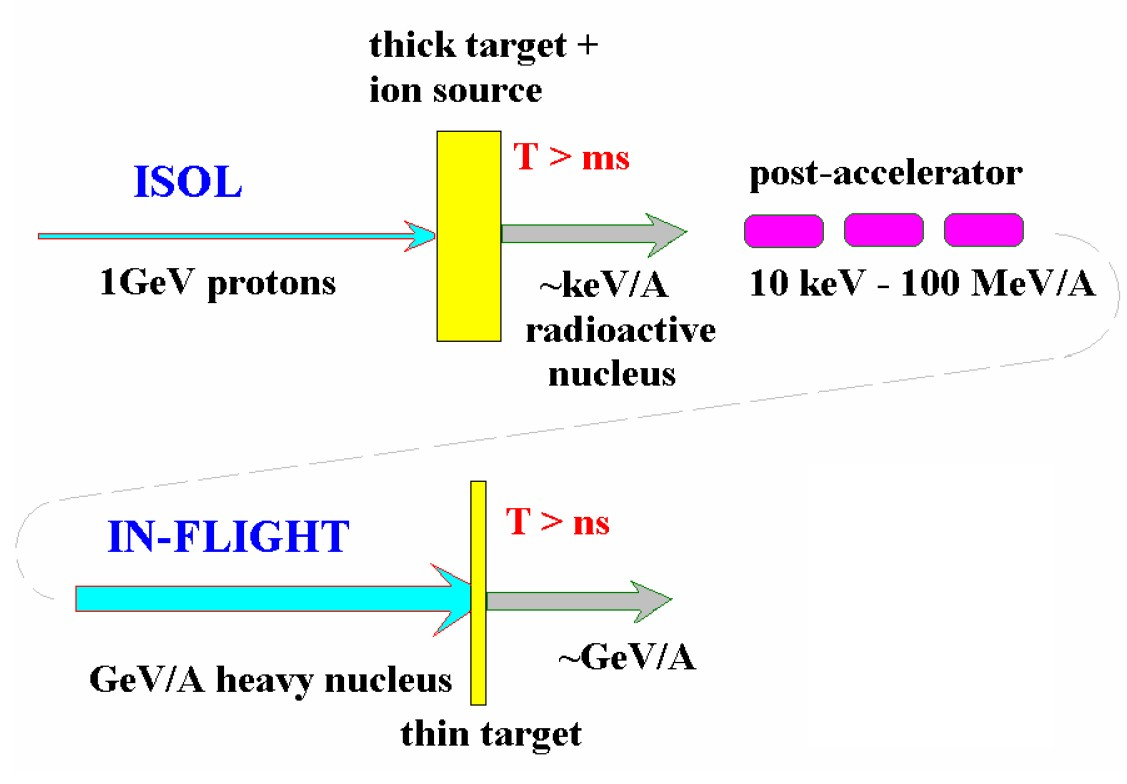 thick target +
ion source
ISOL
T > ms
post-accelerator
1GeV protons
~keV/A
radioactive
nucleus
10 keV - 100 MeV/A
IN-FLIGHT
T > ns
GeV/A heavy nucleus
~GeV/A
thin target